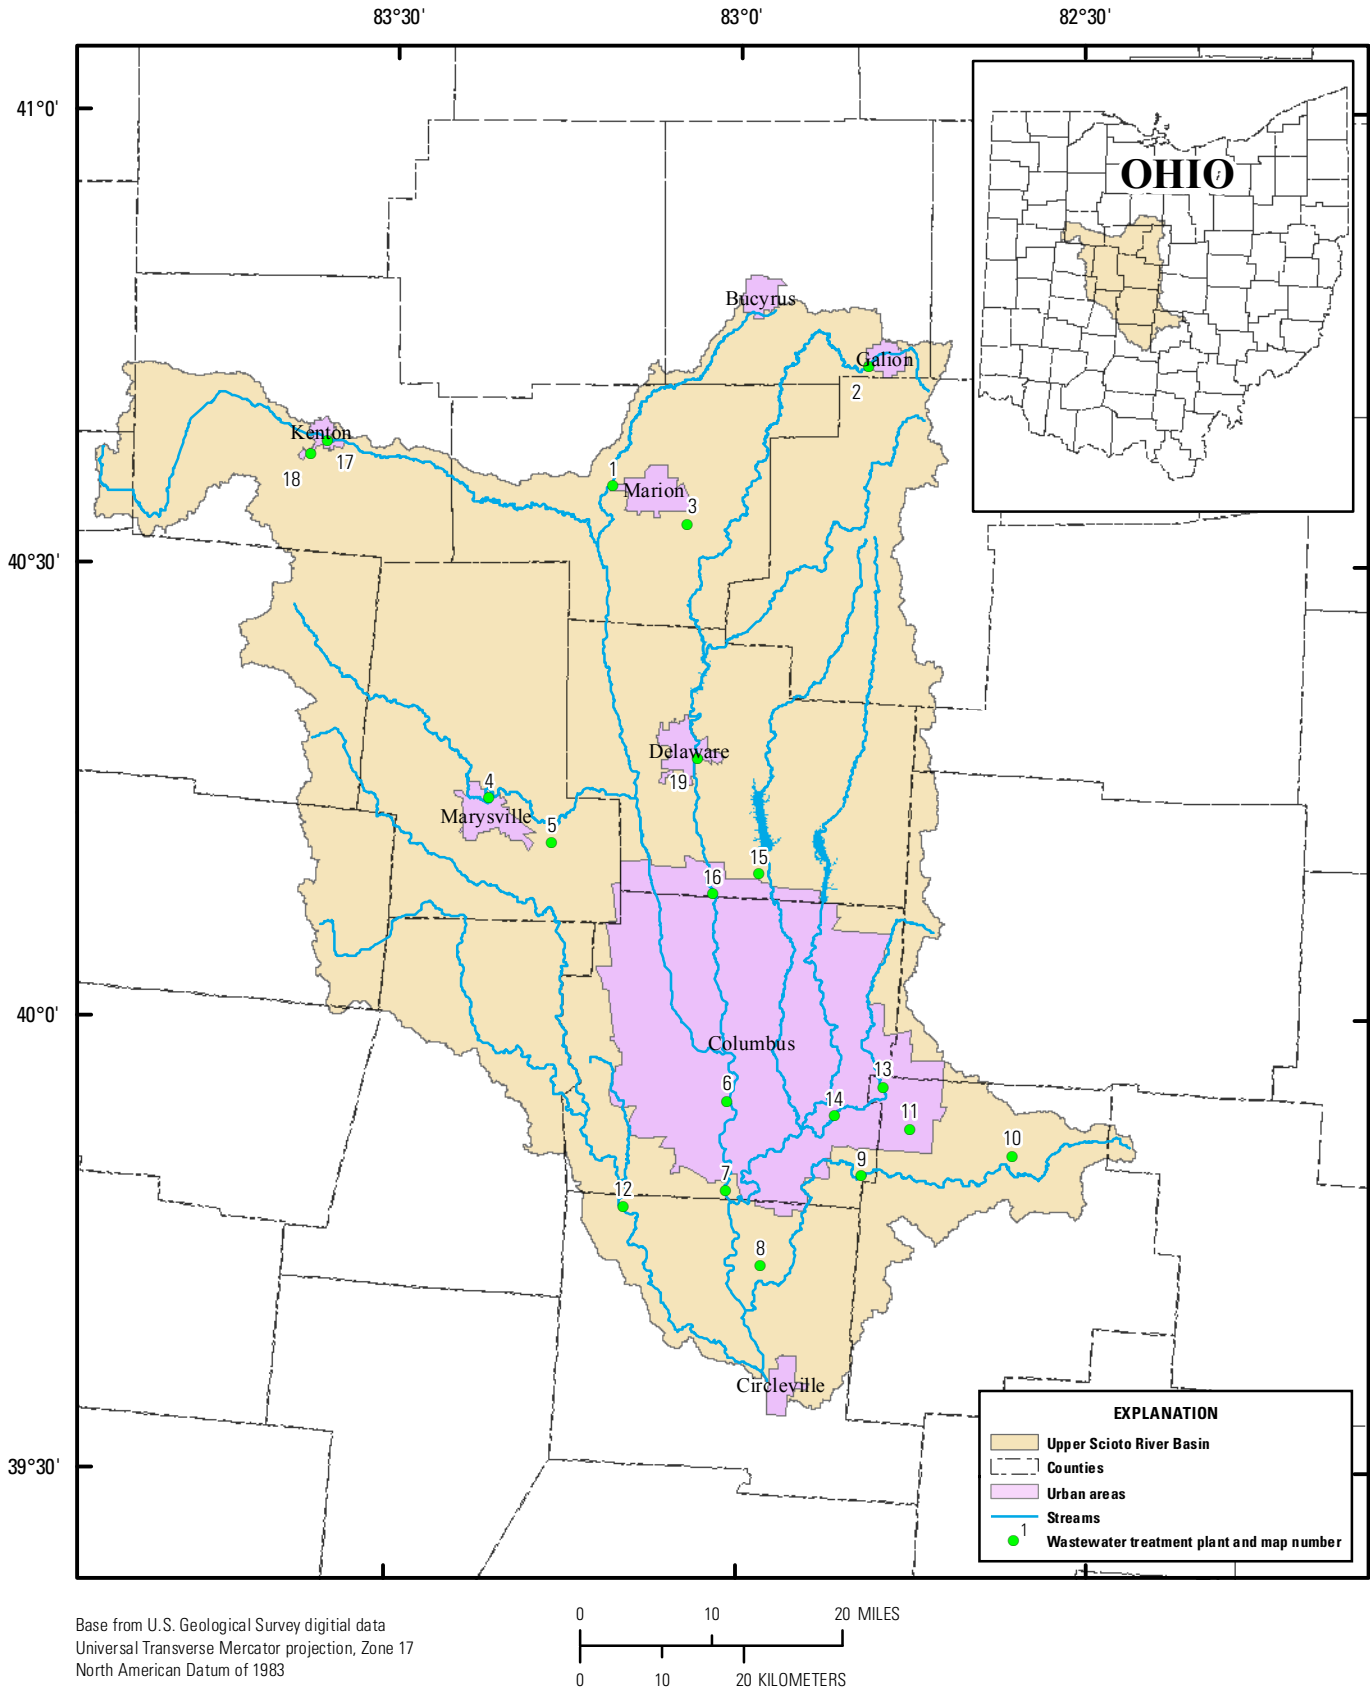 83°30'
83°0'
82°30'
41°0'
40°30'
40°0'
39°30'
OHIO
Bucyrus
Galion
2
Kenton
17
18
1
Marion
3
Delaware
19
4
Marysville
5
15
16
Columbus
6
13
14
11
10
9
7
12
8
Circleville
EXPLANATION
Upper Scioto River Basin
Counties
Urban areas
Streams
1
Wastewater treatment plant and map number
Base from U.S. Geological Survey digitial data
Universal Transverse Mercator projection, Zone 17
North American Datum of 1983
0 10 20 MILES
0 10 20 KILOMETERS